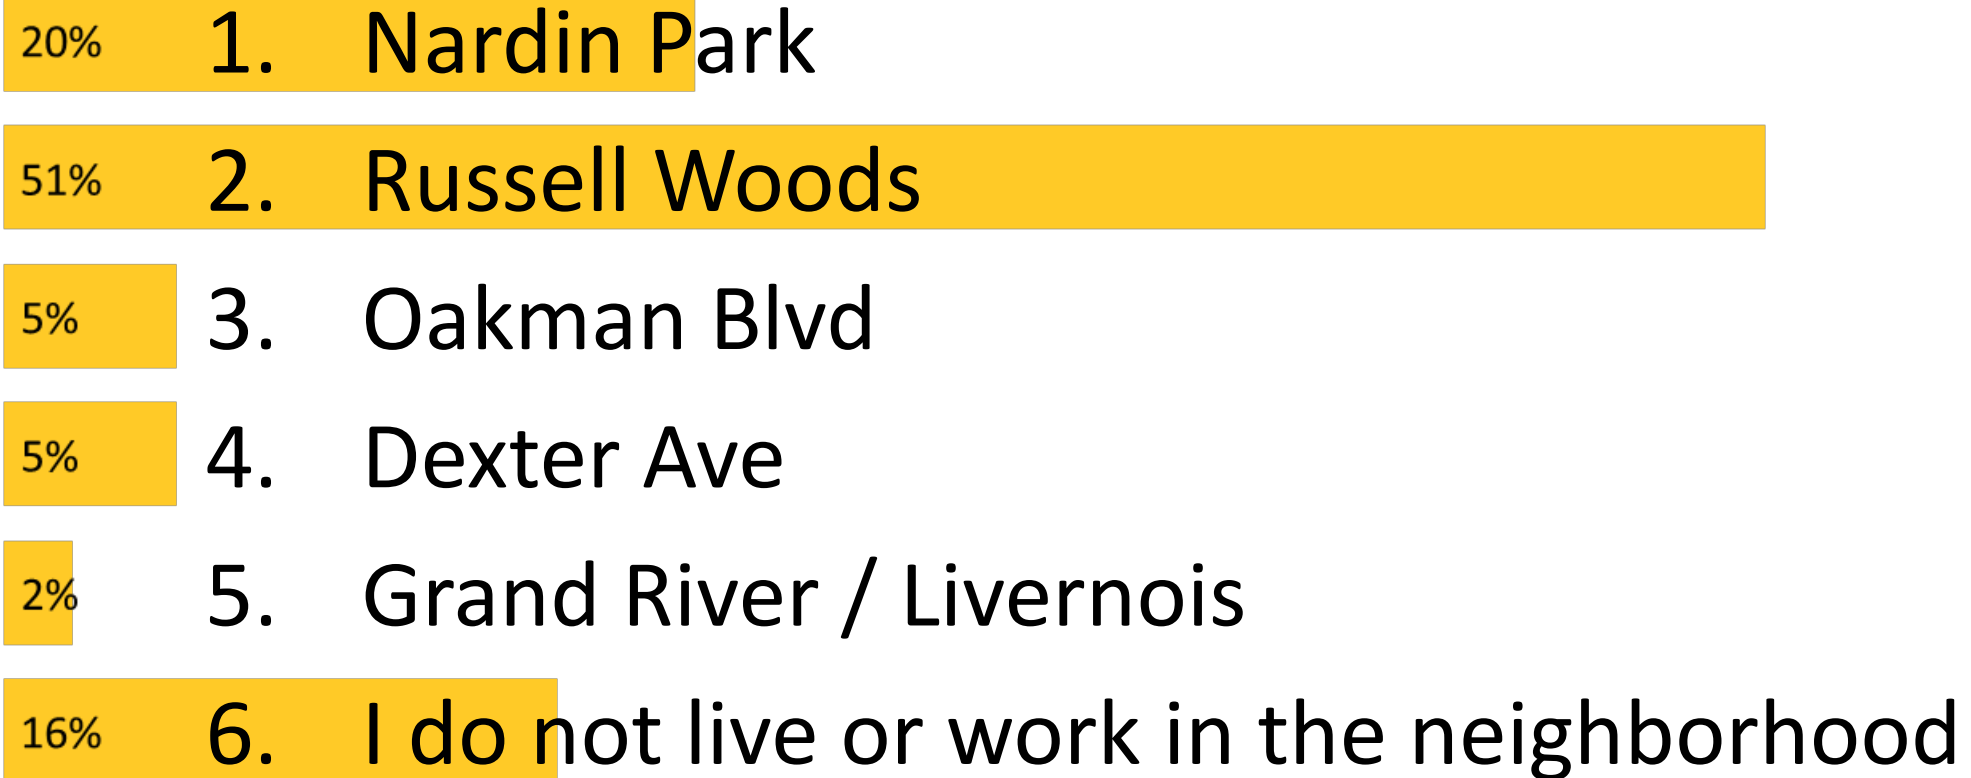 20% 1. Nardin Park
51% 2. Russell Woods
5% 3. Oakman Blvd
5% 4. Dexter Ave
2% 5. Grand River / Livernois
16% 6. I do not live or work in the neighborhood